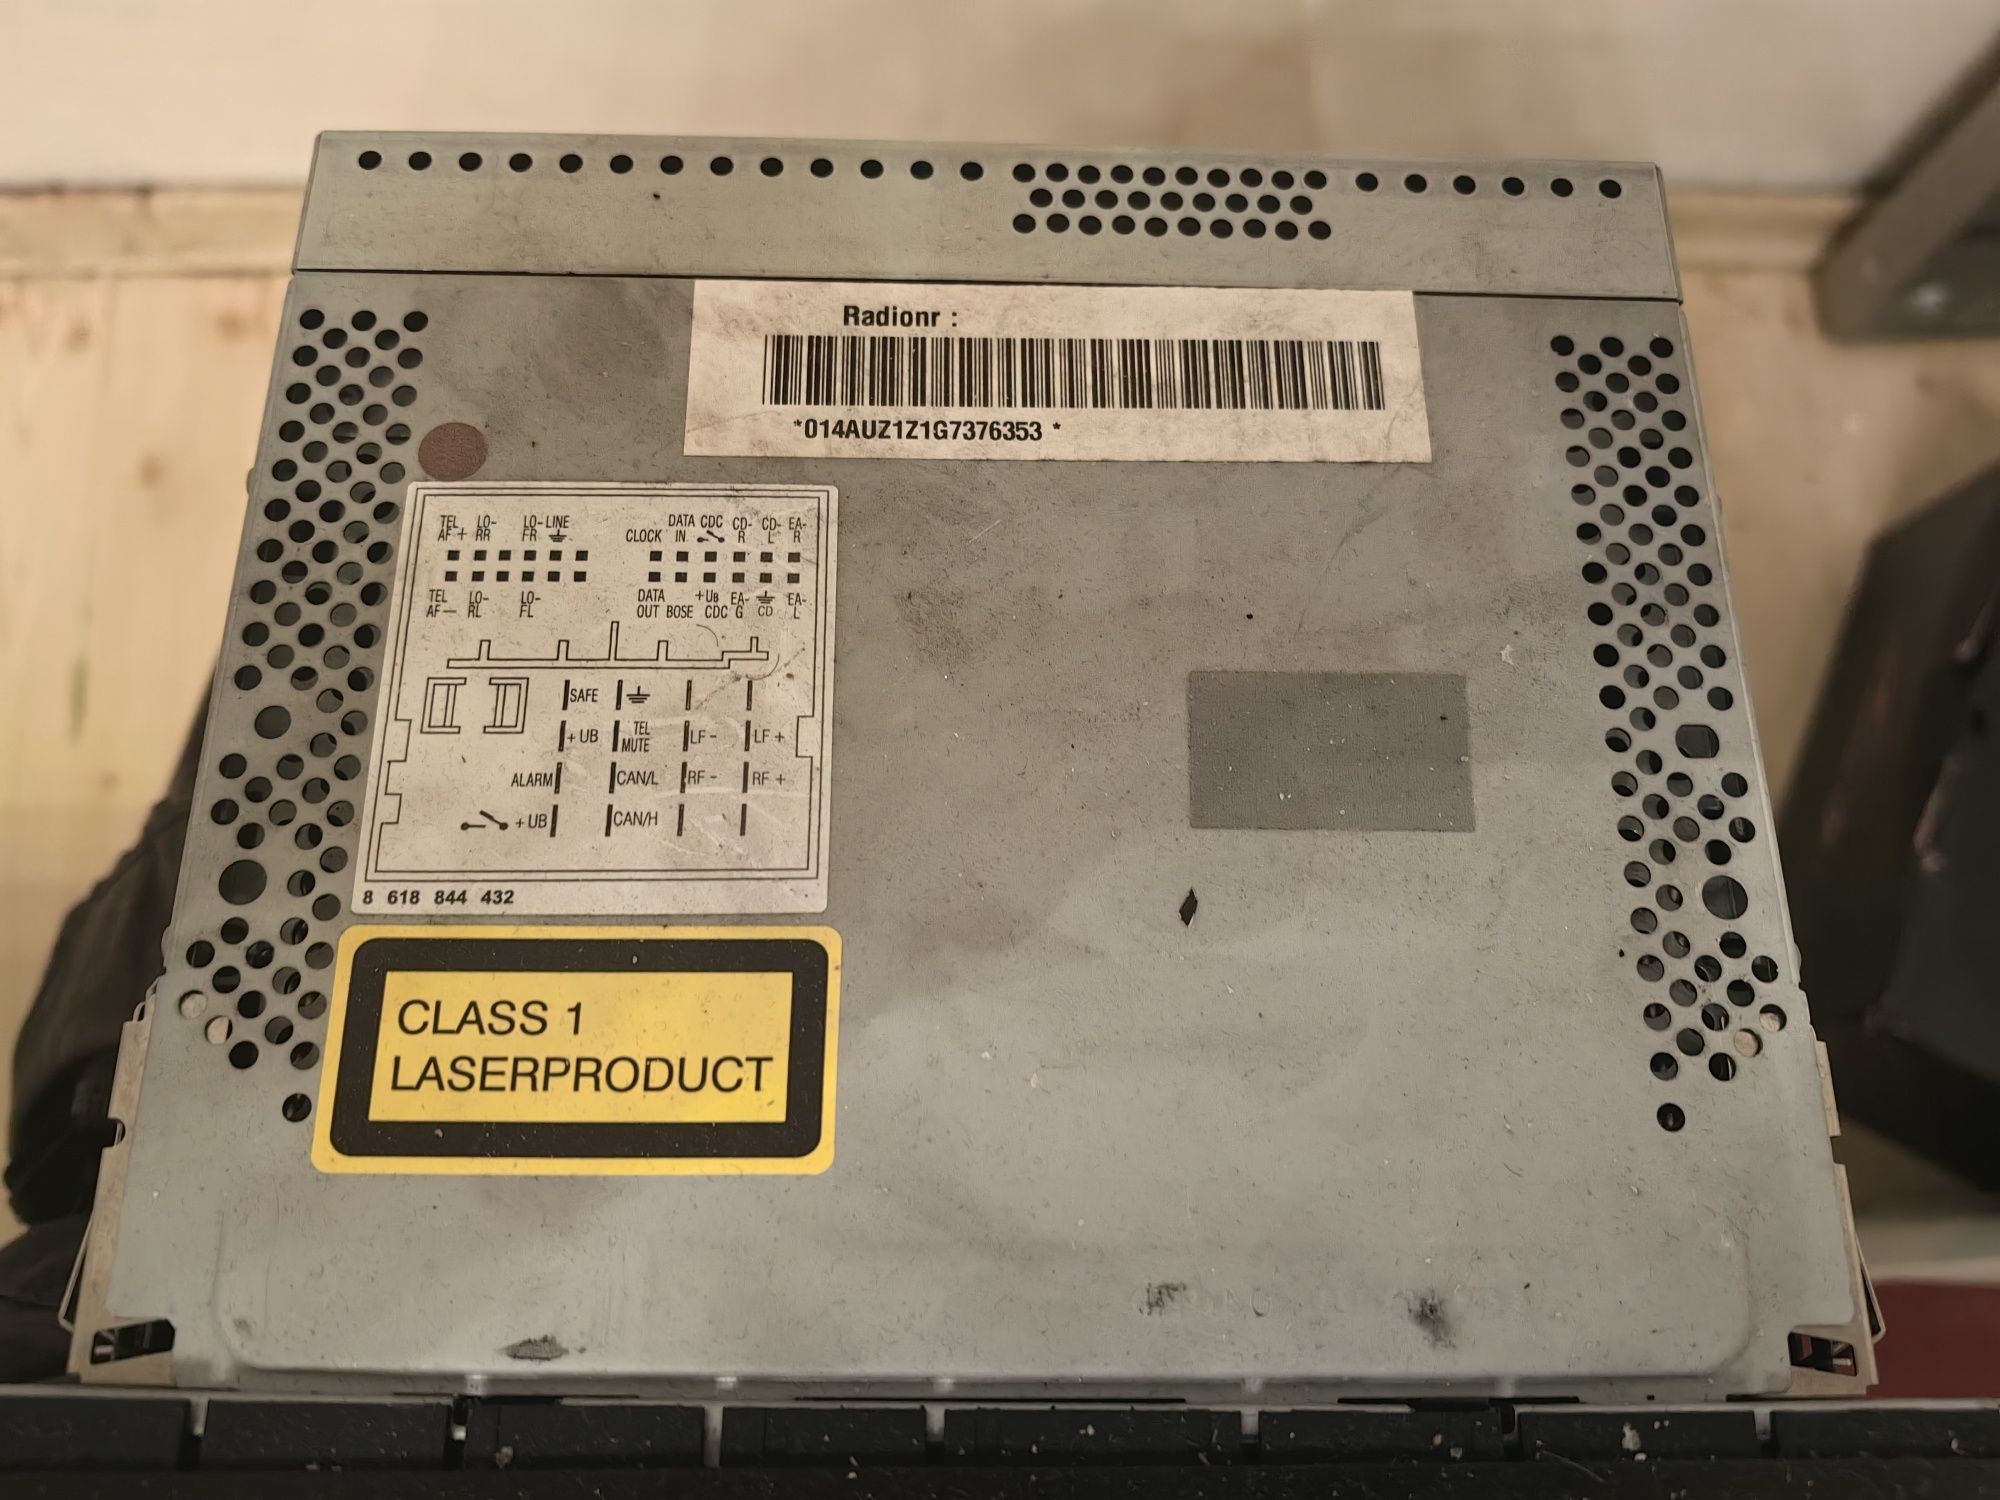 Radionr :
*014AUZ1Z1G7376353 *
TEL LO- LO- LINE DATA CDC CD- CD- EA-
AF+ RR FR CLOCK IN R L R
TEL LO- LO- DATA +UB EA- EA-
AF— RL FL OUT BOSE CDC G CD L
SAFE
+ UB TEL MUTE LF - LF +
ALARM CAN/L RF - RF +
+ UB CAN/H
8 618 844 432
CLASS 1
LASERPRODUCT